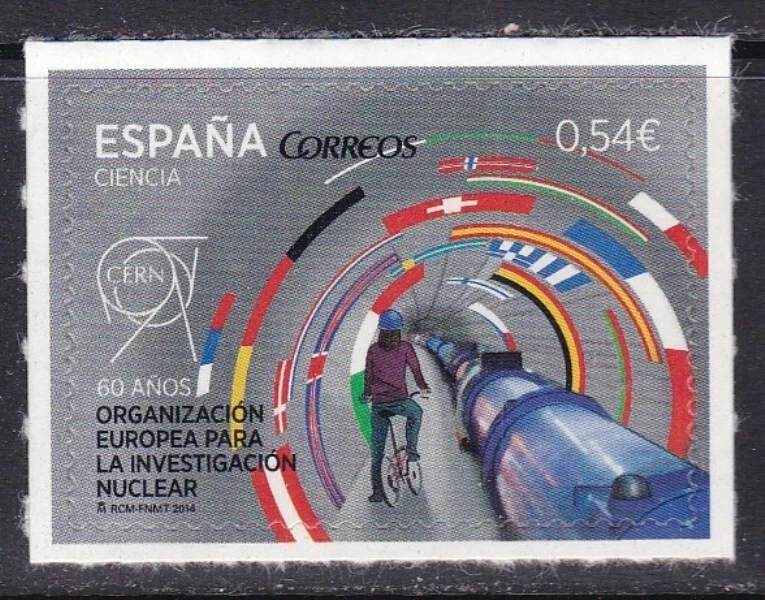 ESPAÑA CORREOS 0,54€
CIENCIA
CERN
60 AÑOS
ORGANIZACIÓN
EUROPEA PARA
LA INVESTIGACIÓN
NUCLEAR
RCM-FNMT 2014